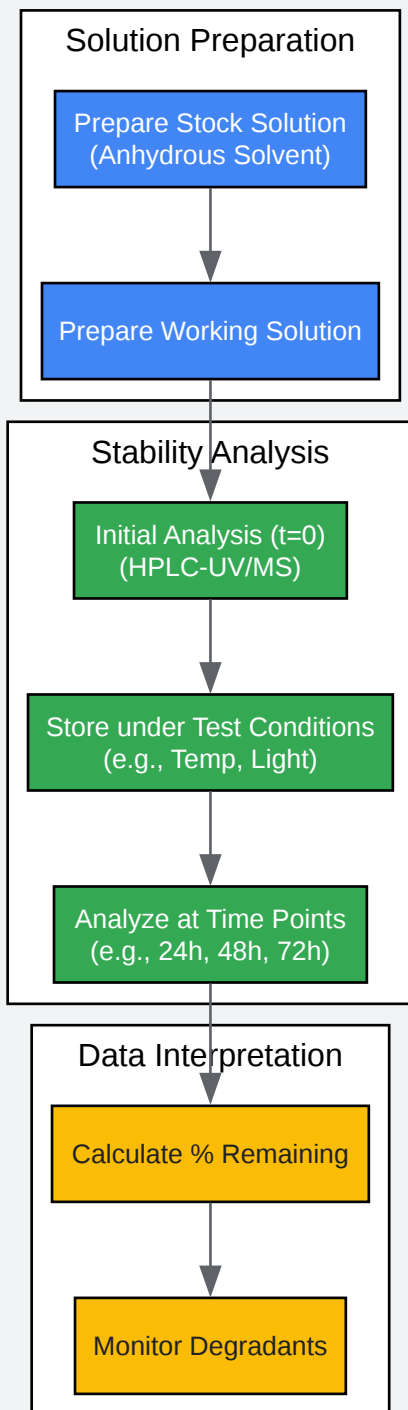 Solution Preparation
Prepare Stock Solution
(Anhydrous Solvent)
Prepare Working Solution
Stability Analysis
Initial Analysis (t=0)
(HPLC-UV/MS)
Store under Test Conditions
(e.g., Temp, Light)
Analyze at Time Points
(e.g., 24h, 48h, 72h)
Data Interpretation
Calculate % Remaining
Monitor Degradants